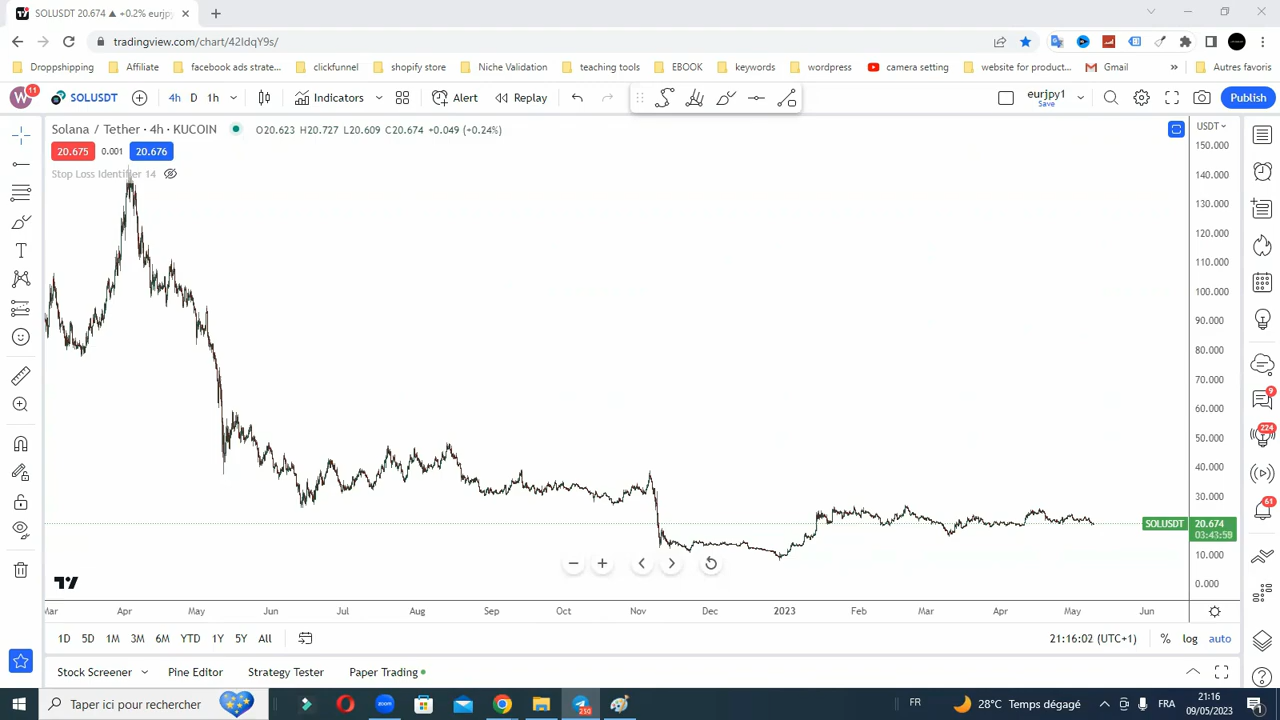 SOLUSDT 20.674 ▲ +0.2% eurjpy
tradingview.com/chart/42IdqY9s/
Droppshipping
Affiliate
facebook ads strate...
clickfunnel
shopify store
Niche Validation
teaching tools
EBOOK
keywords
wordpress
camera setting
website for product...
Gmail
Autres favoris
W
11
SOLUSDT
4h
D
1h
Indicators
Alert
Replay
eurjpy1
Save
Publish
Solana / Tether · 4h · KUCOIN
O20.623 H20.727 L20.609 C20.674 +0.049 (+0.24%)
20.675
0.001
20.676
Stop Loss Identifier 14
USDT
150.000
140.000
130.000
120.000
110.000
100.000
90.000
80.000
70.000
60.000
50.000
40.000
30.000
SOLUSDT
20.674
03:43:59
10.000
0.000
9
224
61
Mar
Apr
May
Jun
Jul
Aug
Sep
Oct
Nov
Dec
2023
Feb
Mar
Apr
May
Jun
1D
5D
1M
3M
6M
YTD
1Y
5Y
All
21:16:02 (UTC+1)
%
log
auto
Stock Screener
Pine Editor
Strategy Tester
Paper Trading
Taper ici pour rechercher
zoom
FR
28°C Temps dégagé
FRA
21:16
09/05/2023